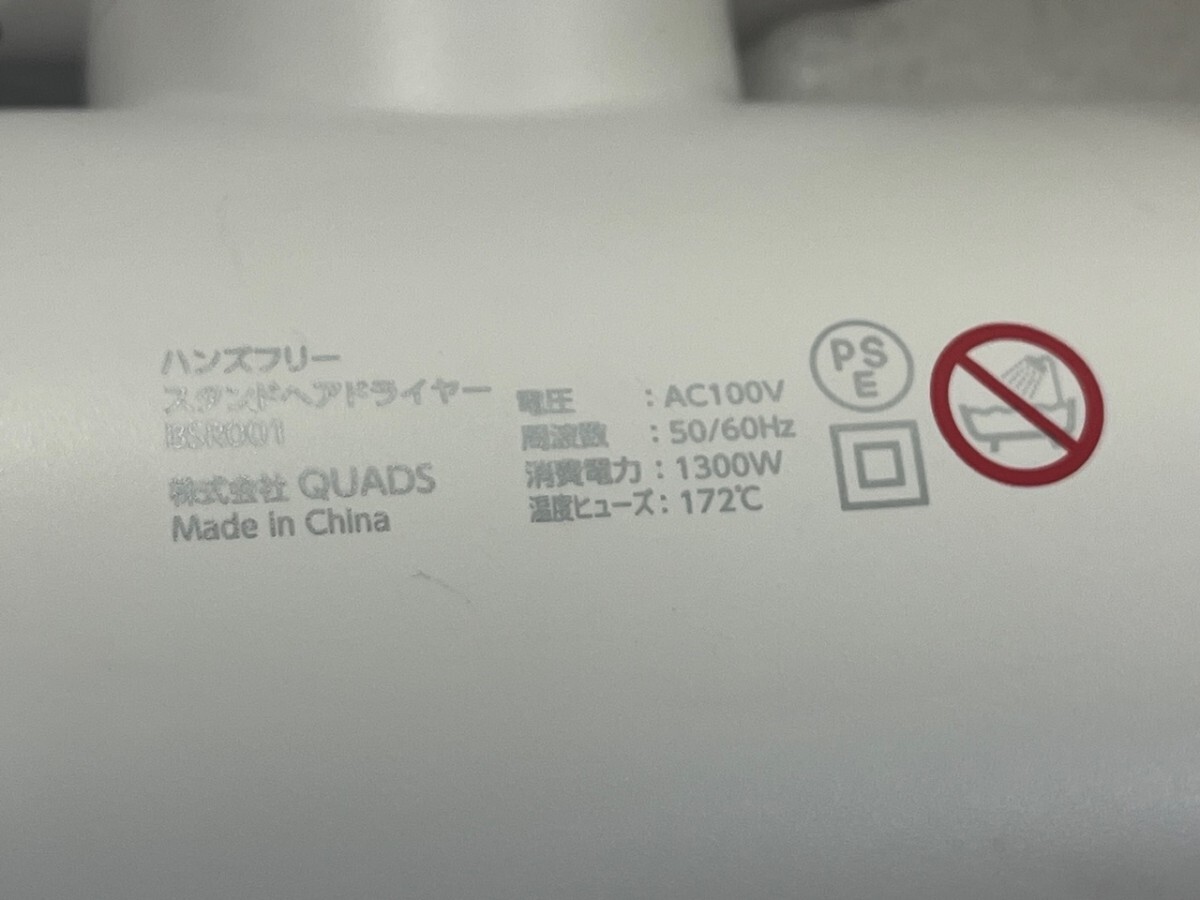 ハンズフリー
スタンドヘアドライヤー
株式会社 QUADS
Made in China
電圧 : AC100V
周波数 : 50/60Hz
消費電力 : 1300W
温度ヒューズ : 172℃
PS
E